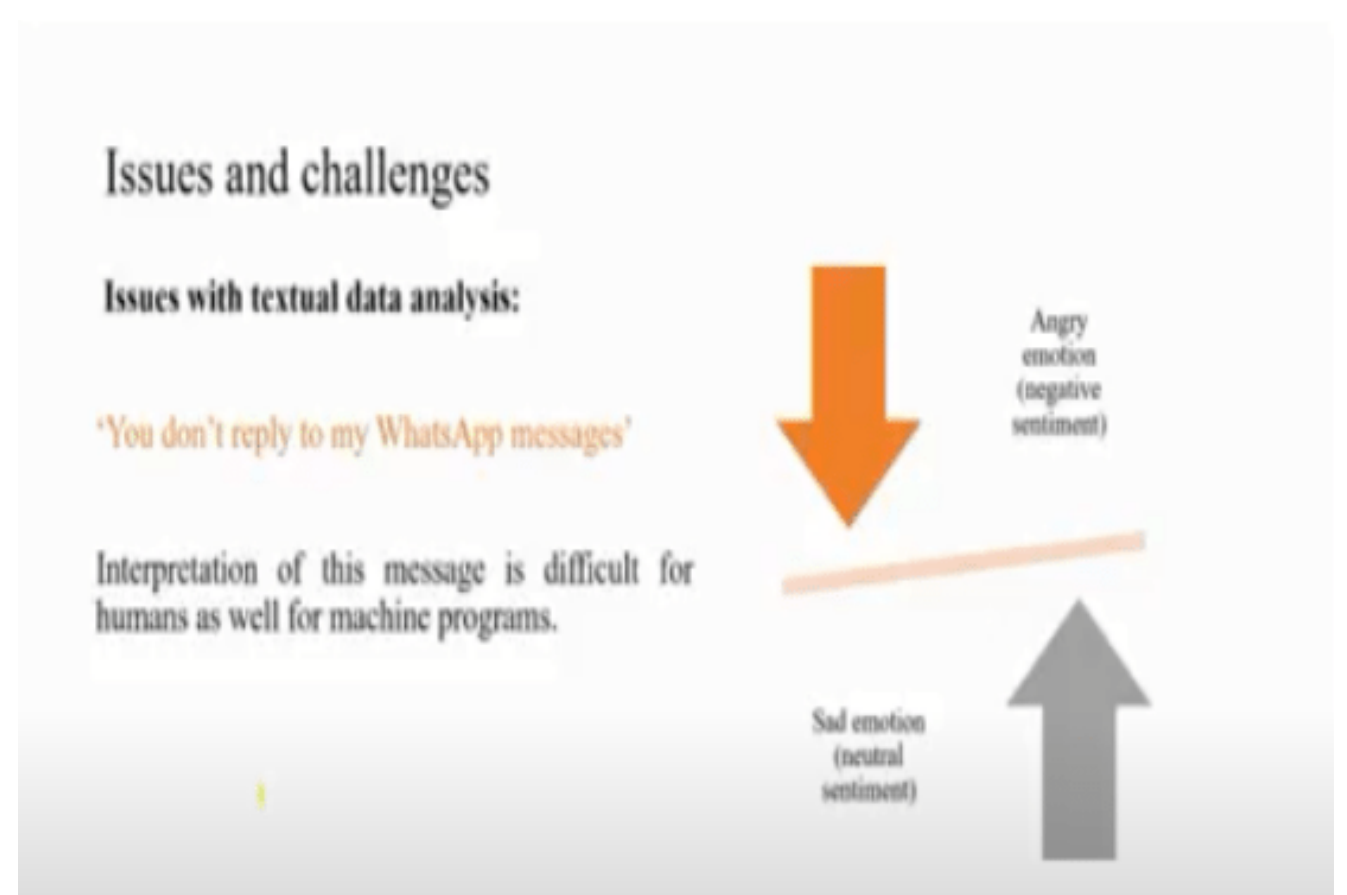 Issues and challenges
Issues with textual data analysis:
‘You don’t reply to my WhatsApp messages’
Interpretation of this message is difficult for
humans as well for machine programs.
Angry
emotion
(negative
sentiment)
Sad emotion
(neutral
sentiment)